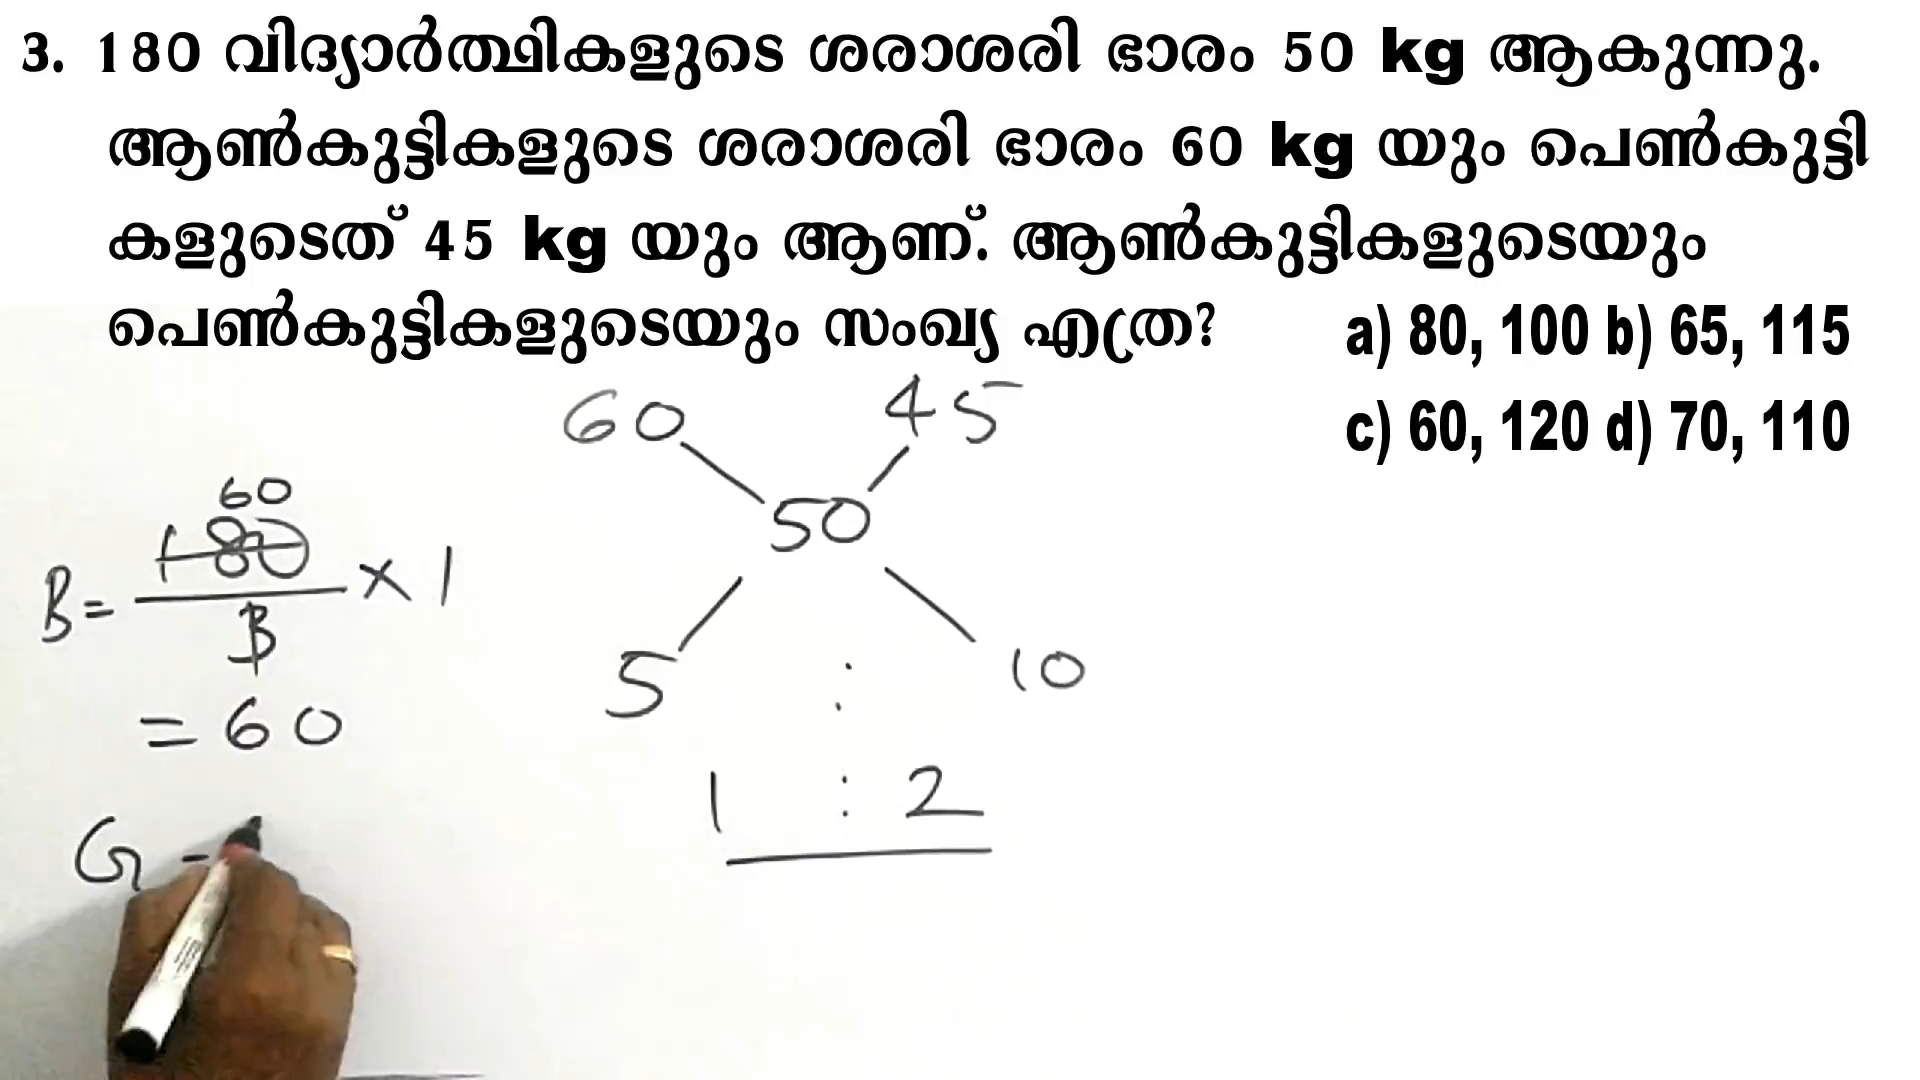 3. 180 വിദ്യാർത്ഥികളുടെ ശരാശരി ഭാരം 50 kg ആകുന്നു.
ആൺകുട്ടികളുടെ ശരാശരി ഭാരം 60 kg യും പെൺകുട്ടി
കളുടെത് 45 kg യും ആണ്. ആൺകുട്ടികളുടെയും
പെൺകുട്ടികളുടെയും സംഖ്യ എത്ര? a) 80, 100 b) 65, 115
c) 60, 120 d) 70, 110
60 45
50
5 : 10
1 : 2
60
B = 180/3 × 1
= 60
G =